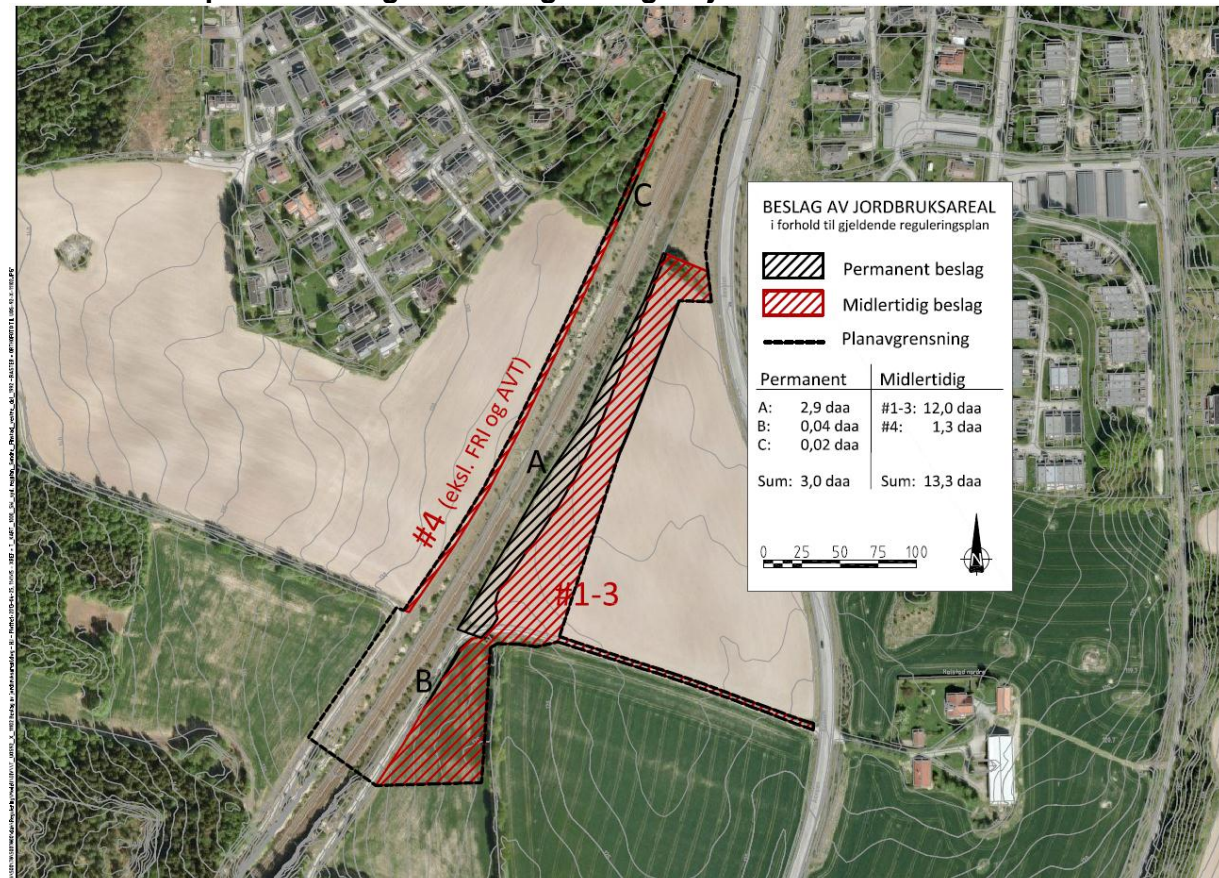 C
#4 (eksl. FRI og AVT)
A
#1-3
B
BESLAG AV JORDBRUKSAREAL
i forhold til gjeldende reguleringsplan
Permanent beslag
Midlertidig beslag
Planavgrensning
Permanent Midlertidig
A: 2,9 daa #1-3: 12,0 daa
B: 0,04 daa #4: 1,3 daa
C: 0,02 daa
Sum: 3,0 daa Sum: 13,3 daa
0 25 50 75 100
N
Halstad nordre